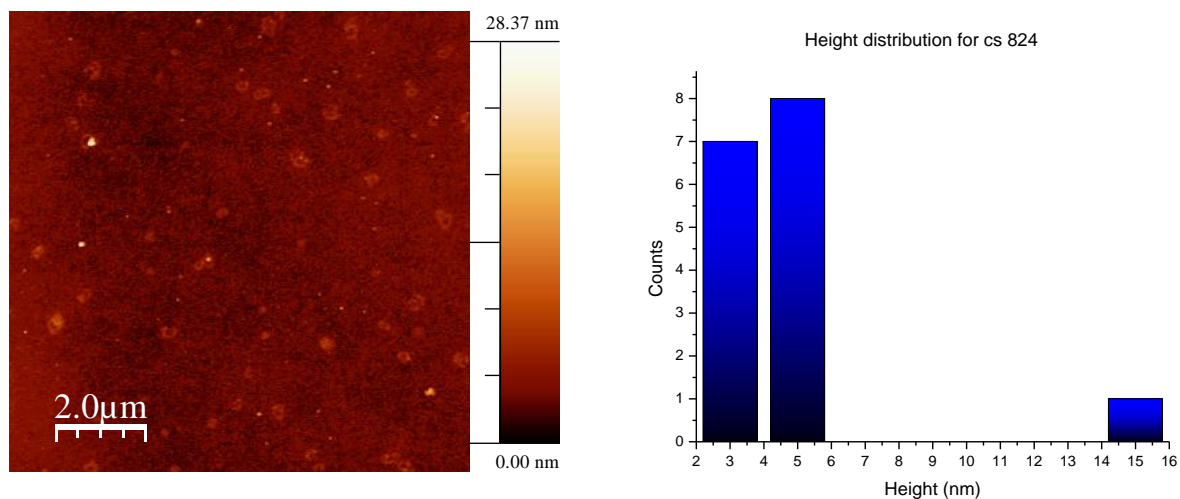 28.37 nm
2.0µm
0.00 nm
Height distribution for cs 824
Counts
8
7
6
5
4
3
2
1
0
2 3 4 5 6 7 8 9 10 11 12 13 14 15 16
Height (nm)